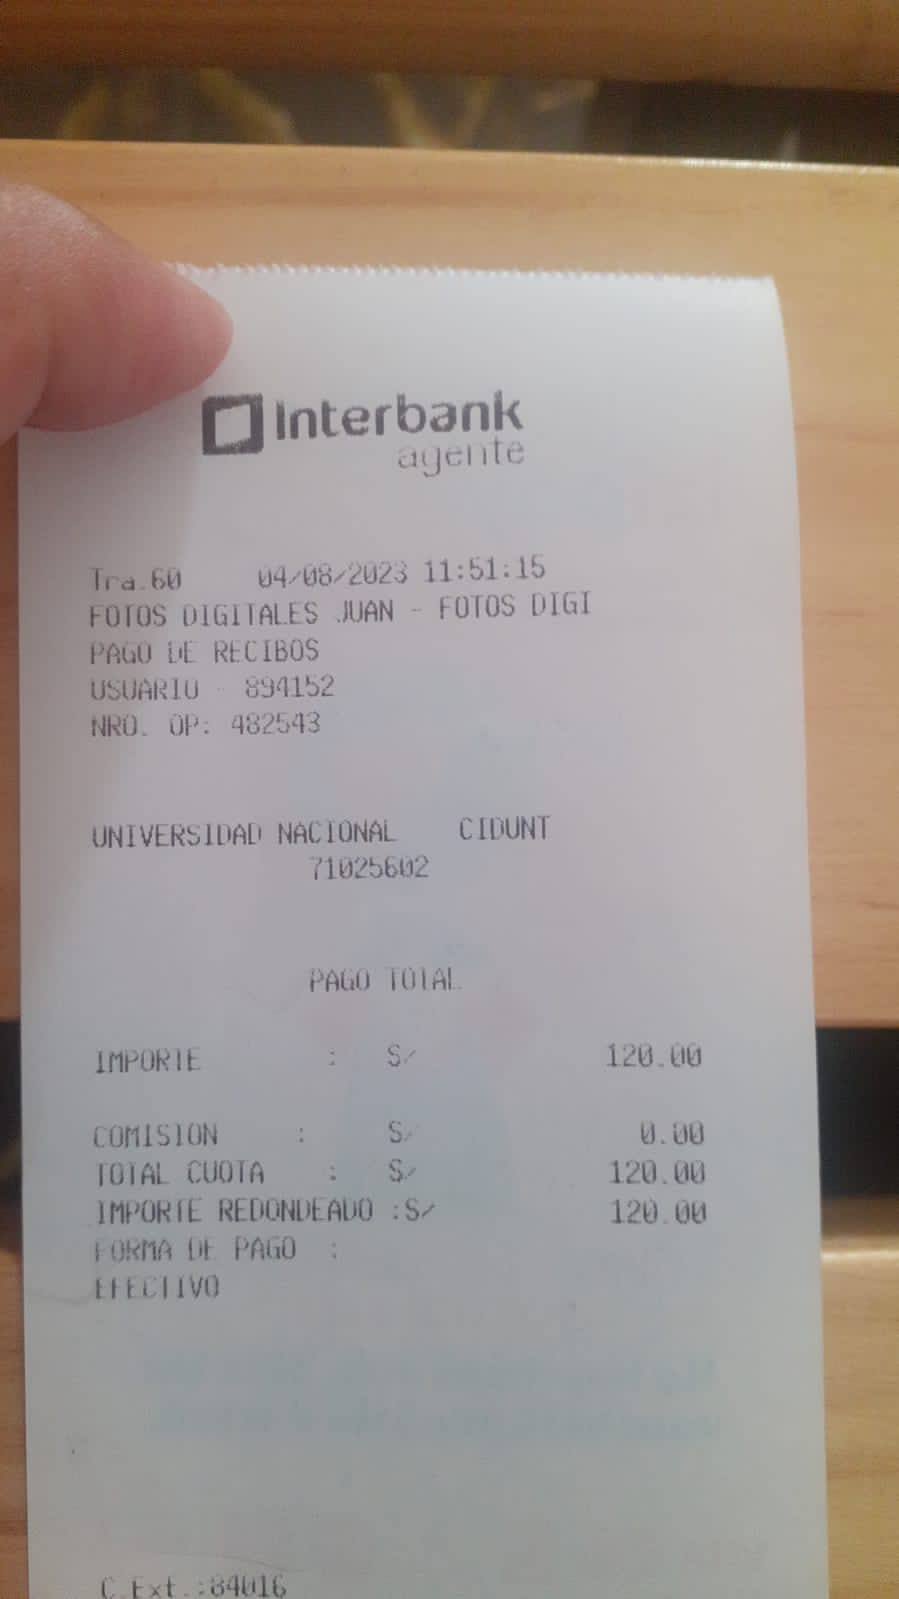 Interbank
agente
Tra.60 04/08/2023 11:51:15
FOTOS DIGITALES JUAN - FOTOS DIGI
PAGO DE RECIBOS
USUARIO - 894152
NRO. OP: 482543
UNIVERSIDAD NACIONAL CIDUNT
71025602
PAGO TOTAL
IMPORTE : S/ 120.00
COMISION : S/ 0.00
TOTAL CUOTA : S/ 120.00
IMPORTE REDONDEADO :S/ 120.00
FORMA DE PAGO :
EFECTIVO
C.Ext.:84016